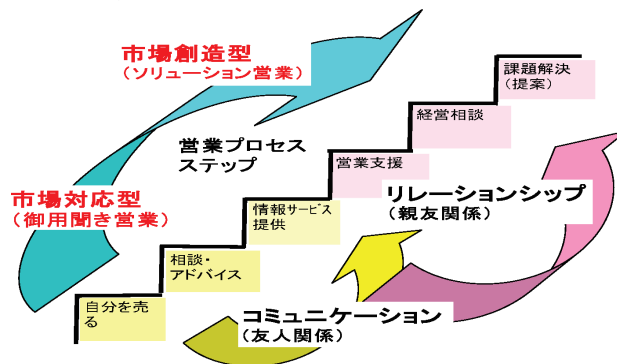 市場創造型
(ソリューション営業)
課題解決
(提案)
経営相談
営業プロセス
ステップ
営業支援
市場対応型
(御用聞き営業)
リレーションシップ
(親友関係)
情報サービス
提供
相談・
アドバイス
自分を売
る
コミュニケーション
(友人関係)